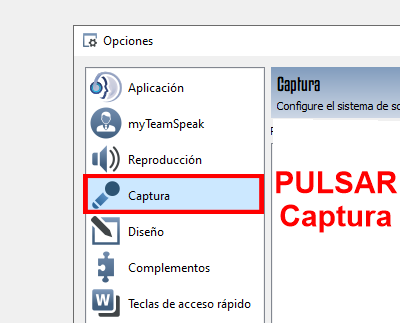 Opciones
Aplicación
myTeamSpeak
Reproducción
Captura
Diseño
Complementos
Teclas de acceso rápido
Captura
Configure el sistema de so
PULSAR
Captura